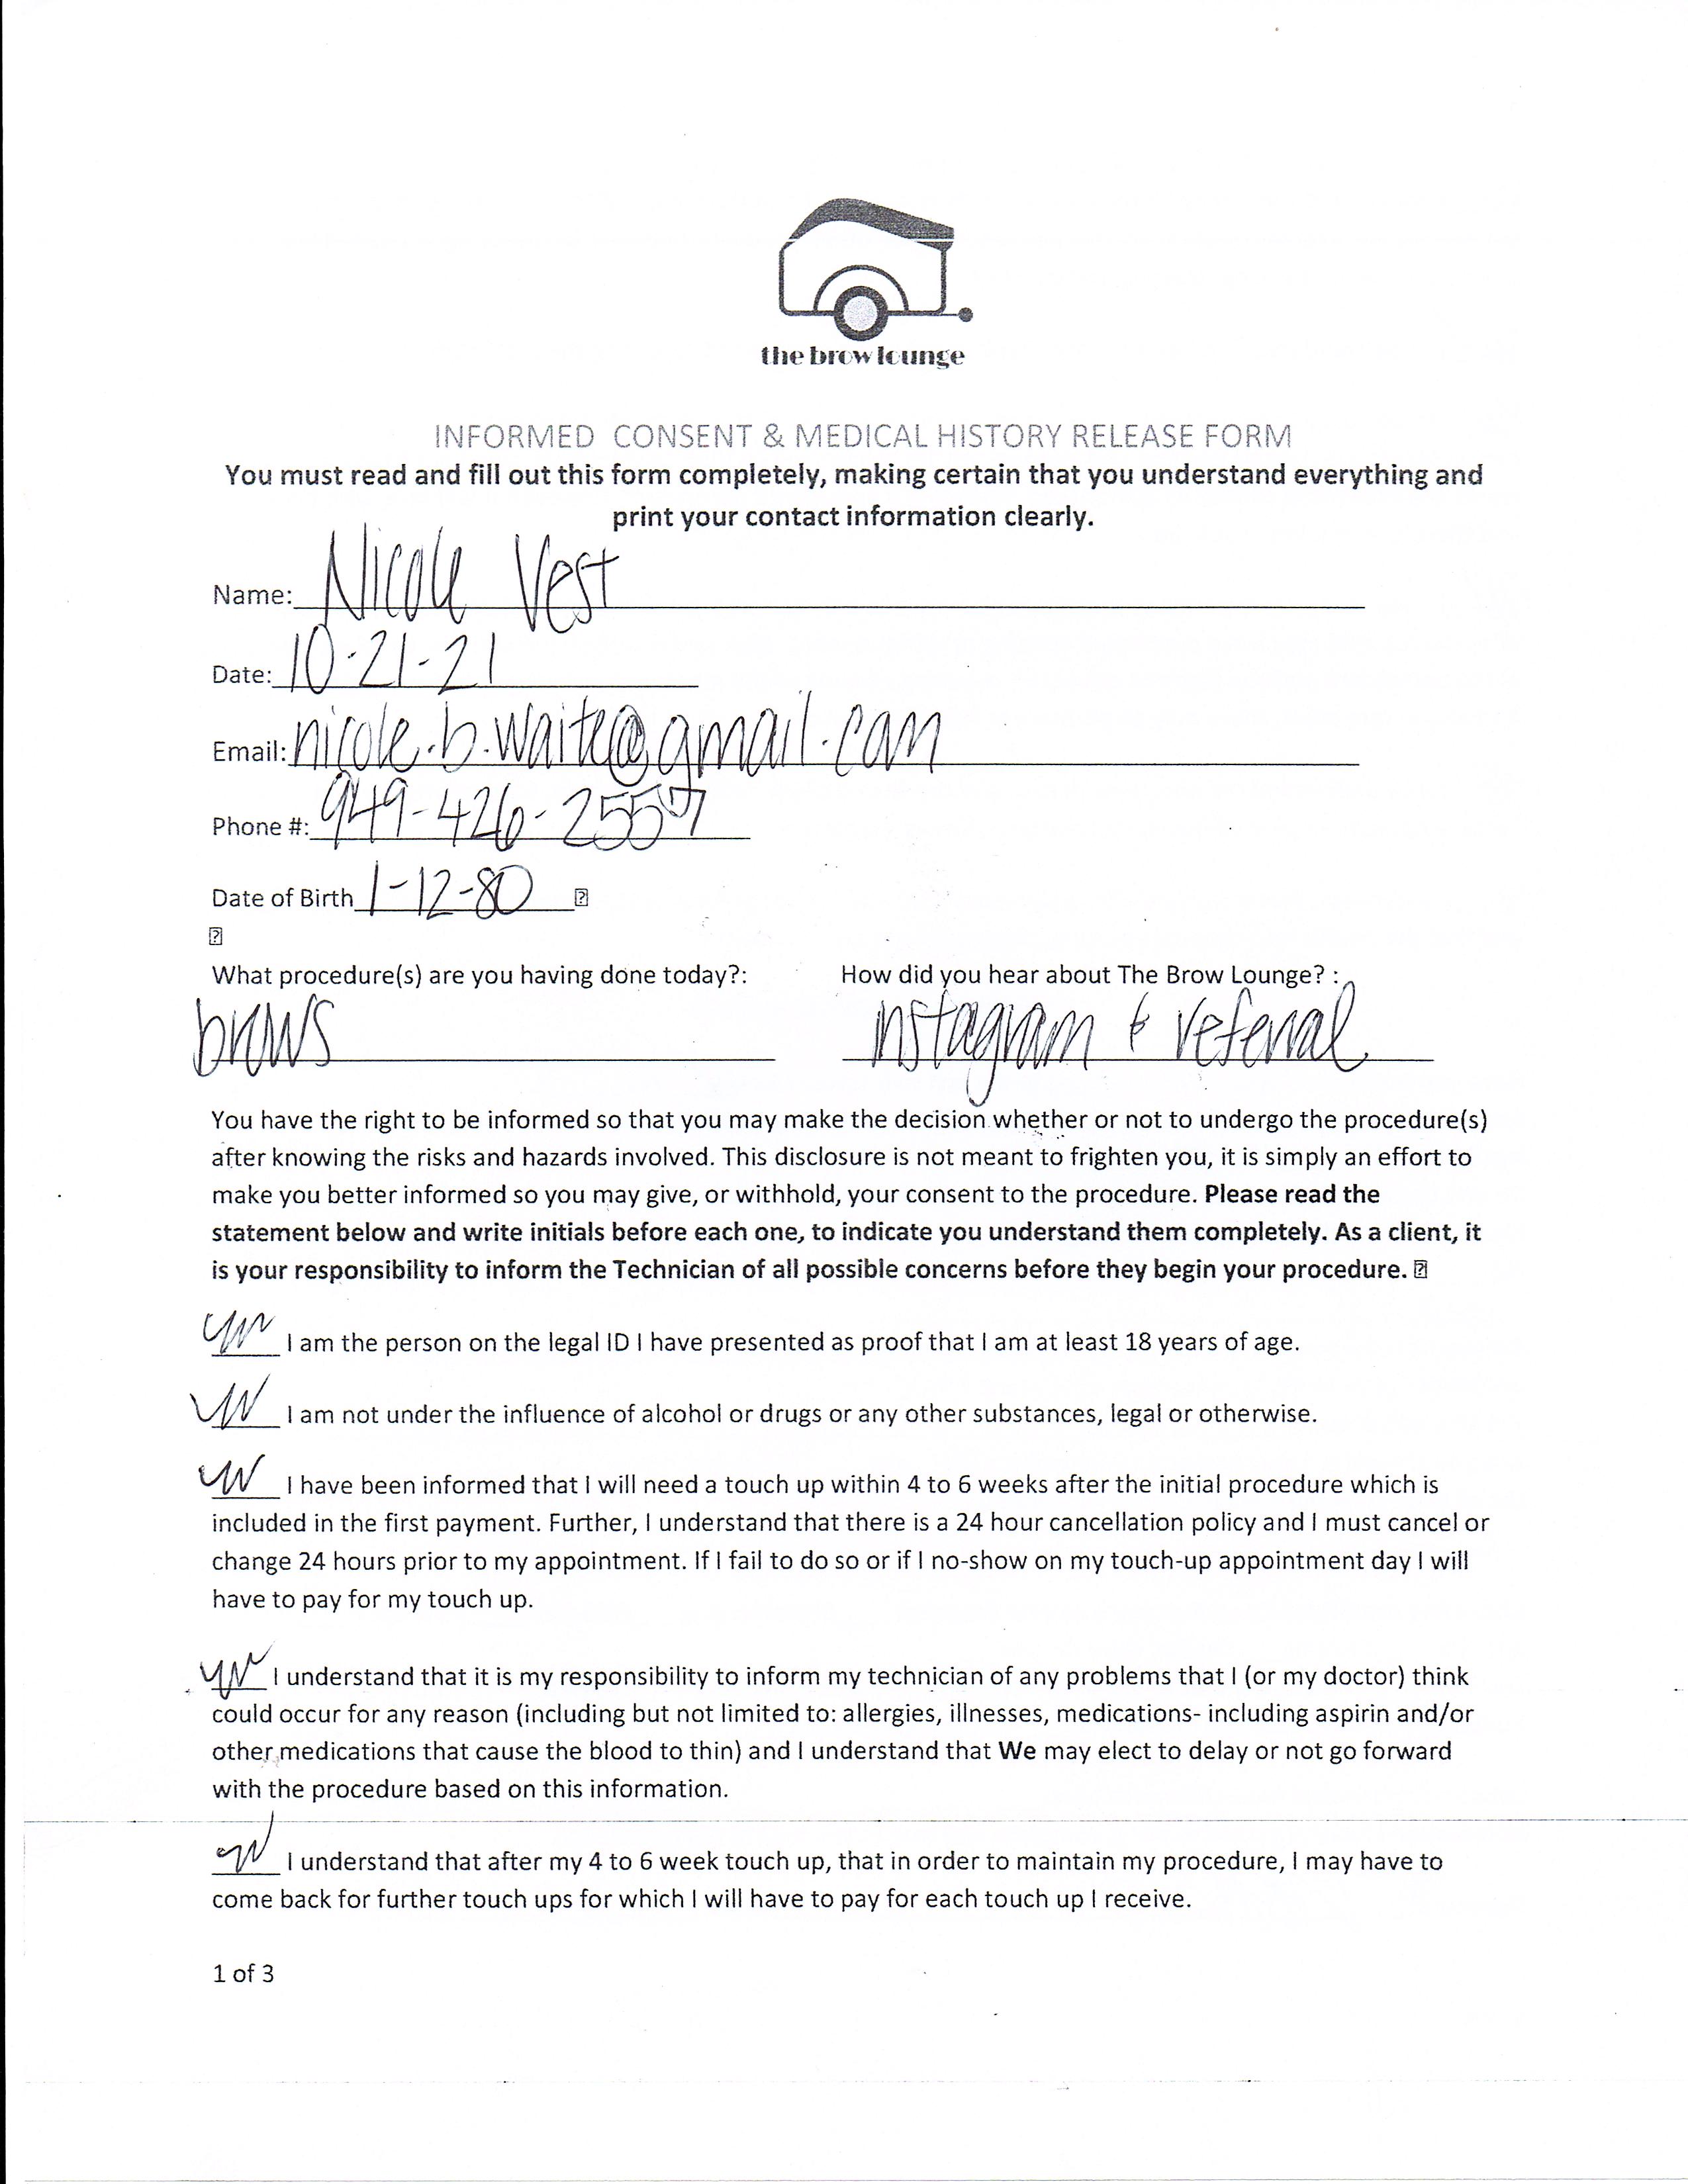 the brow lounge
INFORMED CONSENT & MEDICAL HISTORY RELEASE FORM
You must read and fill out this form completely, making certain that you understand everything and
print your contact information clearly.
Name: Nicole Vest
Date: 10-21-21
Email: nicole.b.waite@gmail.com
Phone #: 949-426-2557
Date of Birth 1-12-80
What procedure(s) are you having done today?: How did you hear about The Brow Lounge? :
brows instagram & referral
You have the right to be informed so that you may make the decision whether or not to undergo the procedure(s)
after knowing the risks and hazards involved. This disclosure is not meant to frighten you, it is simply an effort to
make you better informed so you may give, or withhold, your consent to the procedure. Please read the
statement below and write initials before each one, to indicate you understand them completely. As a client, it
is your responsibility to inform the Technician of all possible concerns before they begin your procedure.
I am the person on the legal ID I have presented as proof that I am at least 18 years of age.
I am not under the influence of alcohol or drugs or any other substances, legal or otherwise.
I have been informed that I will need a touch up within 4 to 6 weeks after the initial procedure which is
included in the first payment. Further, I understand that there is a 24 hour cancellation policy and I must cancel or
change 24 hours prior to my appointment. If I fail to do so or if I no-show on my touch-up appointment day I will
have to pay for my touch up.
I understand that it is my responsibility to inform my technician of any problems that I (or my doctor) think
could occur for any reason (including but not limited to: allergies, illnesses, medications- including aspirin and/or
other medications that cause the blood to thin) and I understand that We may elect to delay or not go forward
with the procedure based on this information.
I understand that after my 4 to 6 week touch up, that in order to maintain my procedure, I may have to
come back for further touch ups for which I will have to pay for each touch up I receive.
1 of 3